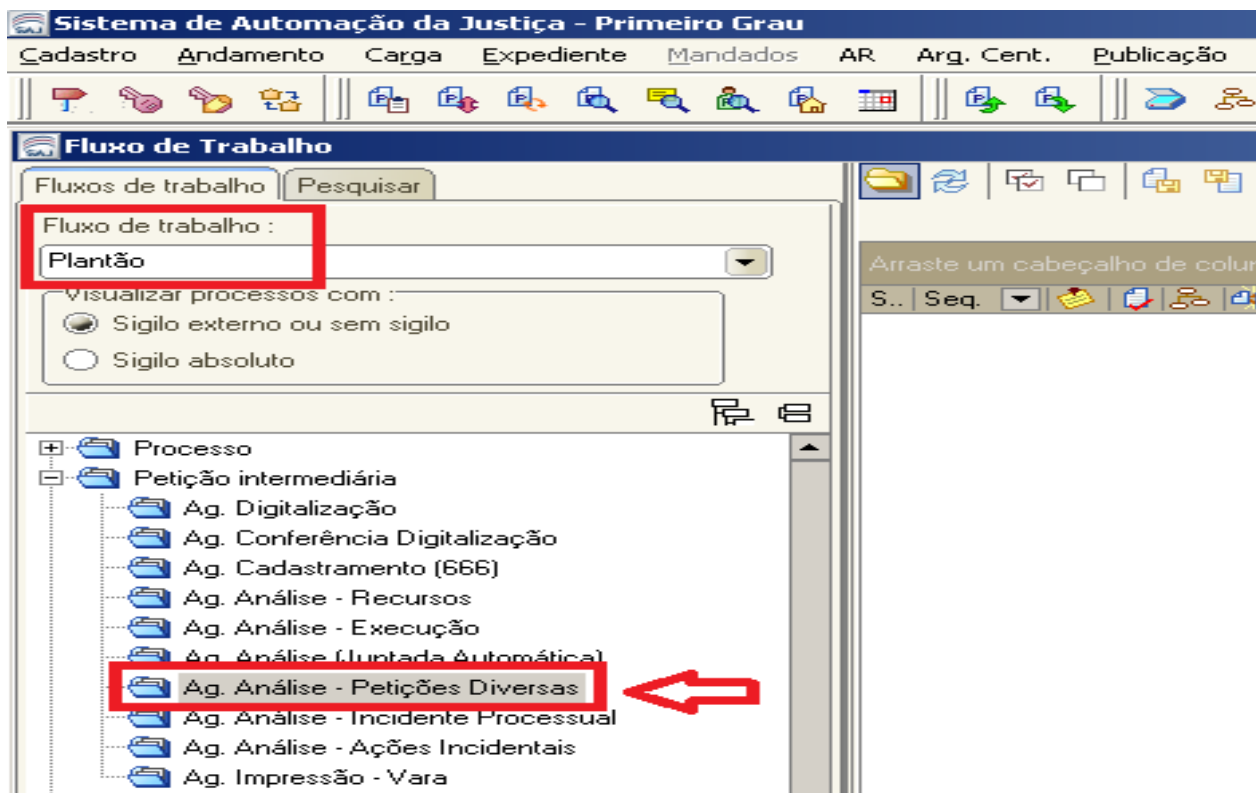 Sistema de Automação da Justiça - Primeiro Grau
Cadastro Andamento Carga Expediente Mandados AR Arq. Cent. Publicação
Fluxo de Trabalho
Fluxos de trabalho Pesquisar
Fluxo de trabalho :
Plantão
Arraste um cabeçalho de colu
Visualizar processos com :
S.. Seq.
Sigilo externo ou sem sigilo
Sigilo absoluto
Processo
Petição intermediária
Ag. Digitalização
Ag. Conferência Digitalização
Ag. Cadastramento (666)
Ag. Análise - Recursos
Ag. Análise - Execução
Ag. Análise (Juntada Automática)
Ag. Análise - Petições Diversas
Ag. Análise - Incidente Processual
Ag. Análise - Ações Incidentais
Ag. Impressão - Vara